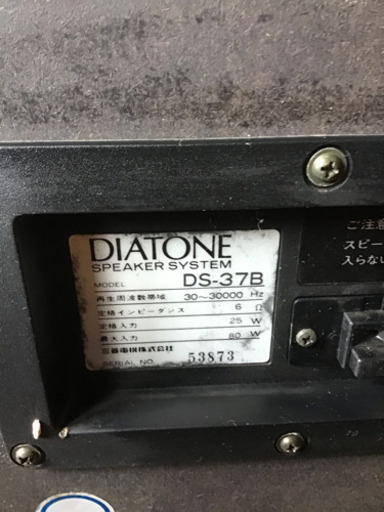 DIATONE
SPEAKER SYSTEM
MODEL DS-37B
再生周波数帯域 30〜30000 Hz
定格インピーダンス 6 Ω
定格入力 25 W
最大入力 80 W
三菱電機株式会社
SERIAL NO. 53873
ご注意
スピー
入らない